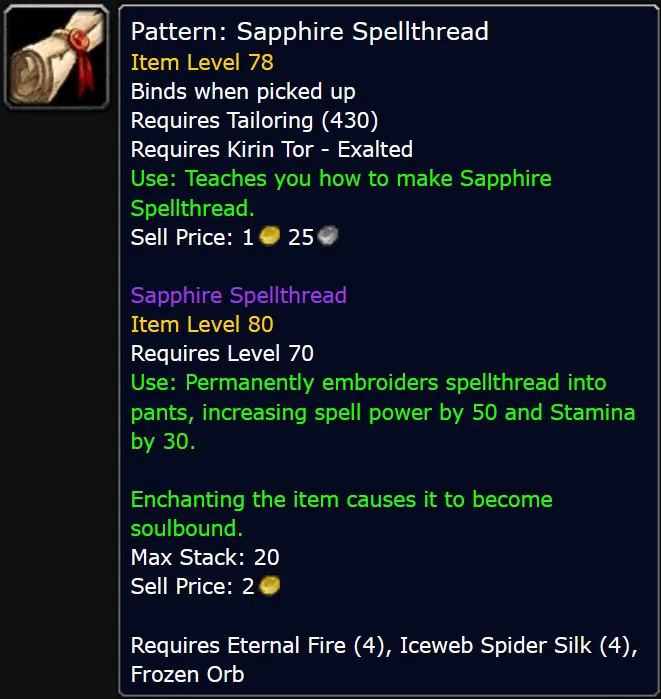 Pattern: Sapphire Spellthread
Item Level 78
Binds when picked up
Requires Tailoring (430)
Requires Kirin Tor - Exalted
Use: Teaches you how to make Sapphire
Spellthread.
Sell Price: 1 25
Sapphire Spellthread
Item Level 80
Requires Level 70
Use: Permanently embroiders spellthread into
pants, increasing spell power by 50 and Stamina
by 30.
Enchanting the item causes it to become
soulbound.
Max Stack: 20
Sell Price: 2
Requires Eternal Fire (4), Iceweb Spider Silk (4),
Frozen Orb